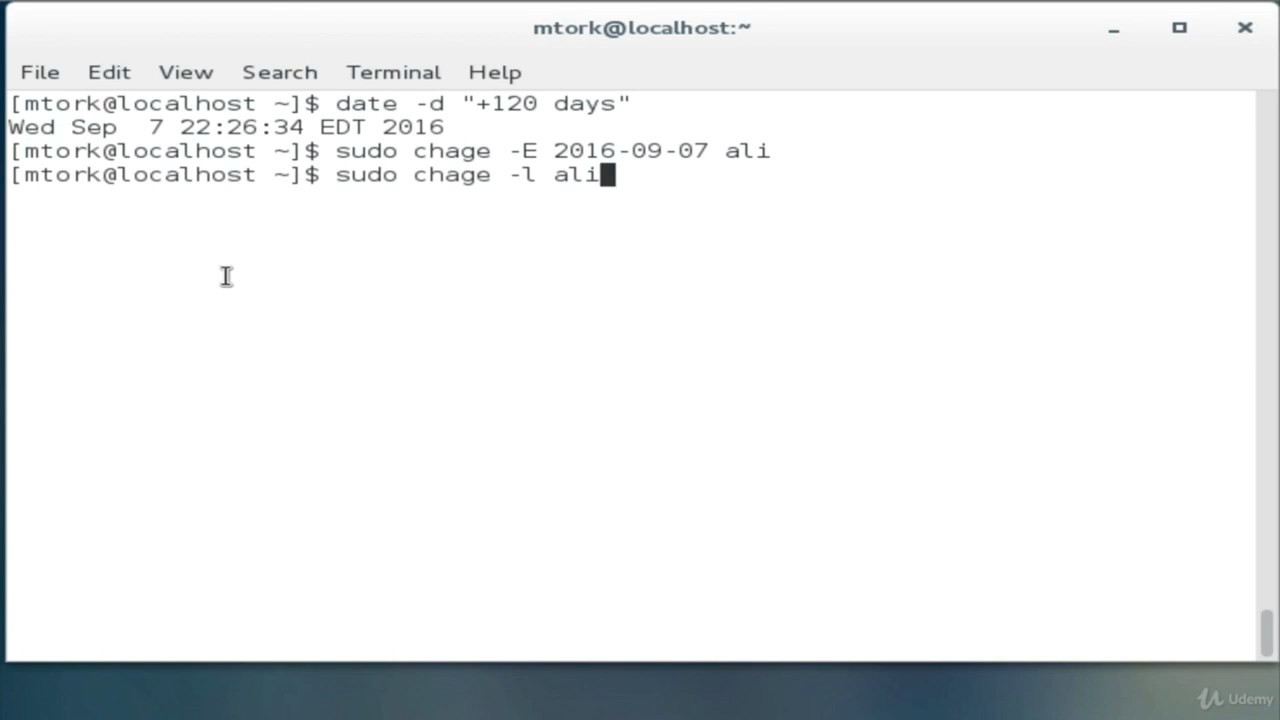 mtork@localhost:~
File Edit View Search Terminal Help
[mtork@localhost ~]$ date -d "+120 days"
Wed Sep  7 22:26:34 EDT 2016
[mtork@localhost ~]$ sudo chage -E 2016-09-07 ali
[mtork@localhost ~]$ sudo chage -l ali
Udemy